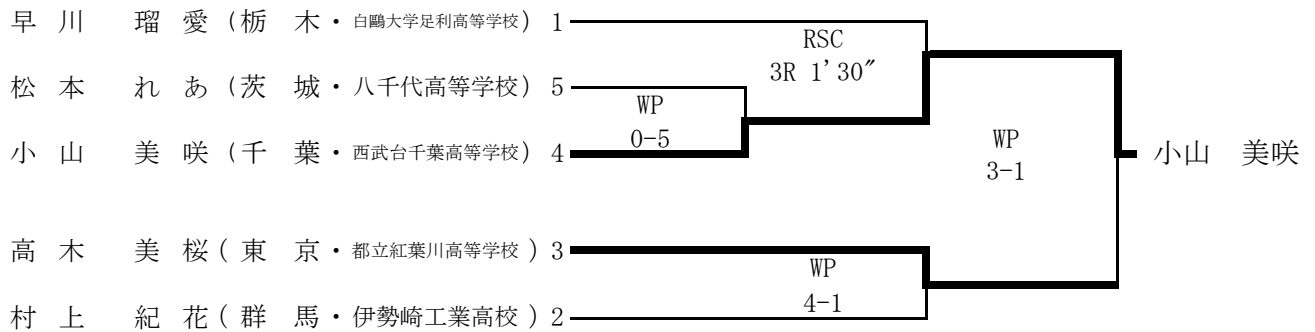 早川 瑠愛(栃木・白鷗大学足利高等学校) 1
RSC
3R 1'30"
松本 れあ(茨城・八千代高等学校) 5
WP
0-5
小山 美咲(千葉・西武台千葉高等学校) 4
WP
3-1
小山 美咲
高木 美桜(東京・都立紅葉川高等学校) 3
WP
4-1
村上 紀花(群馬・伊勢崎工業高校) 2